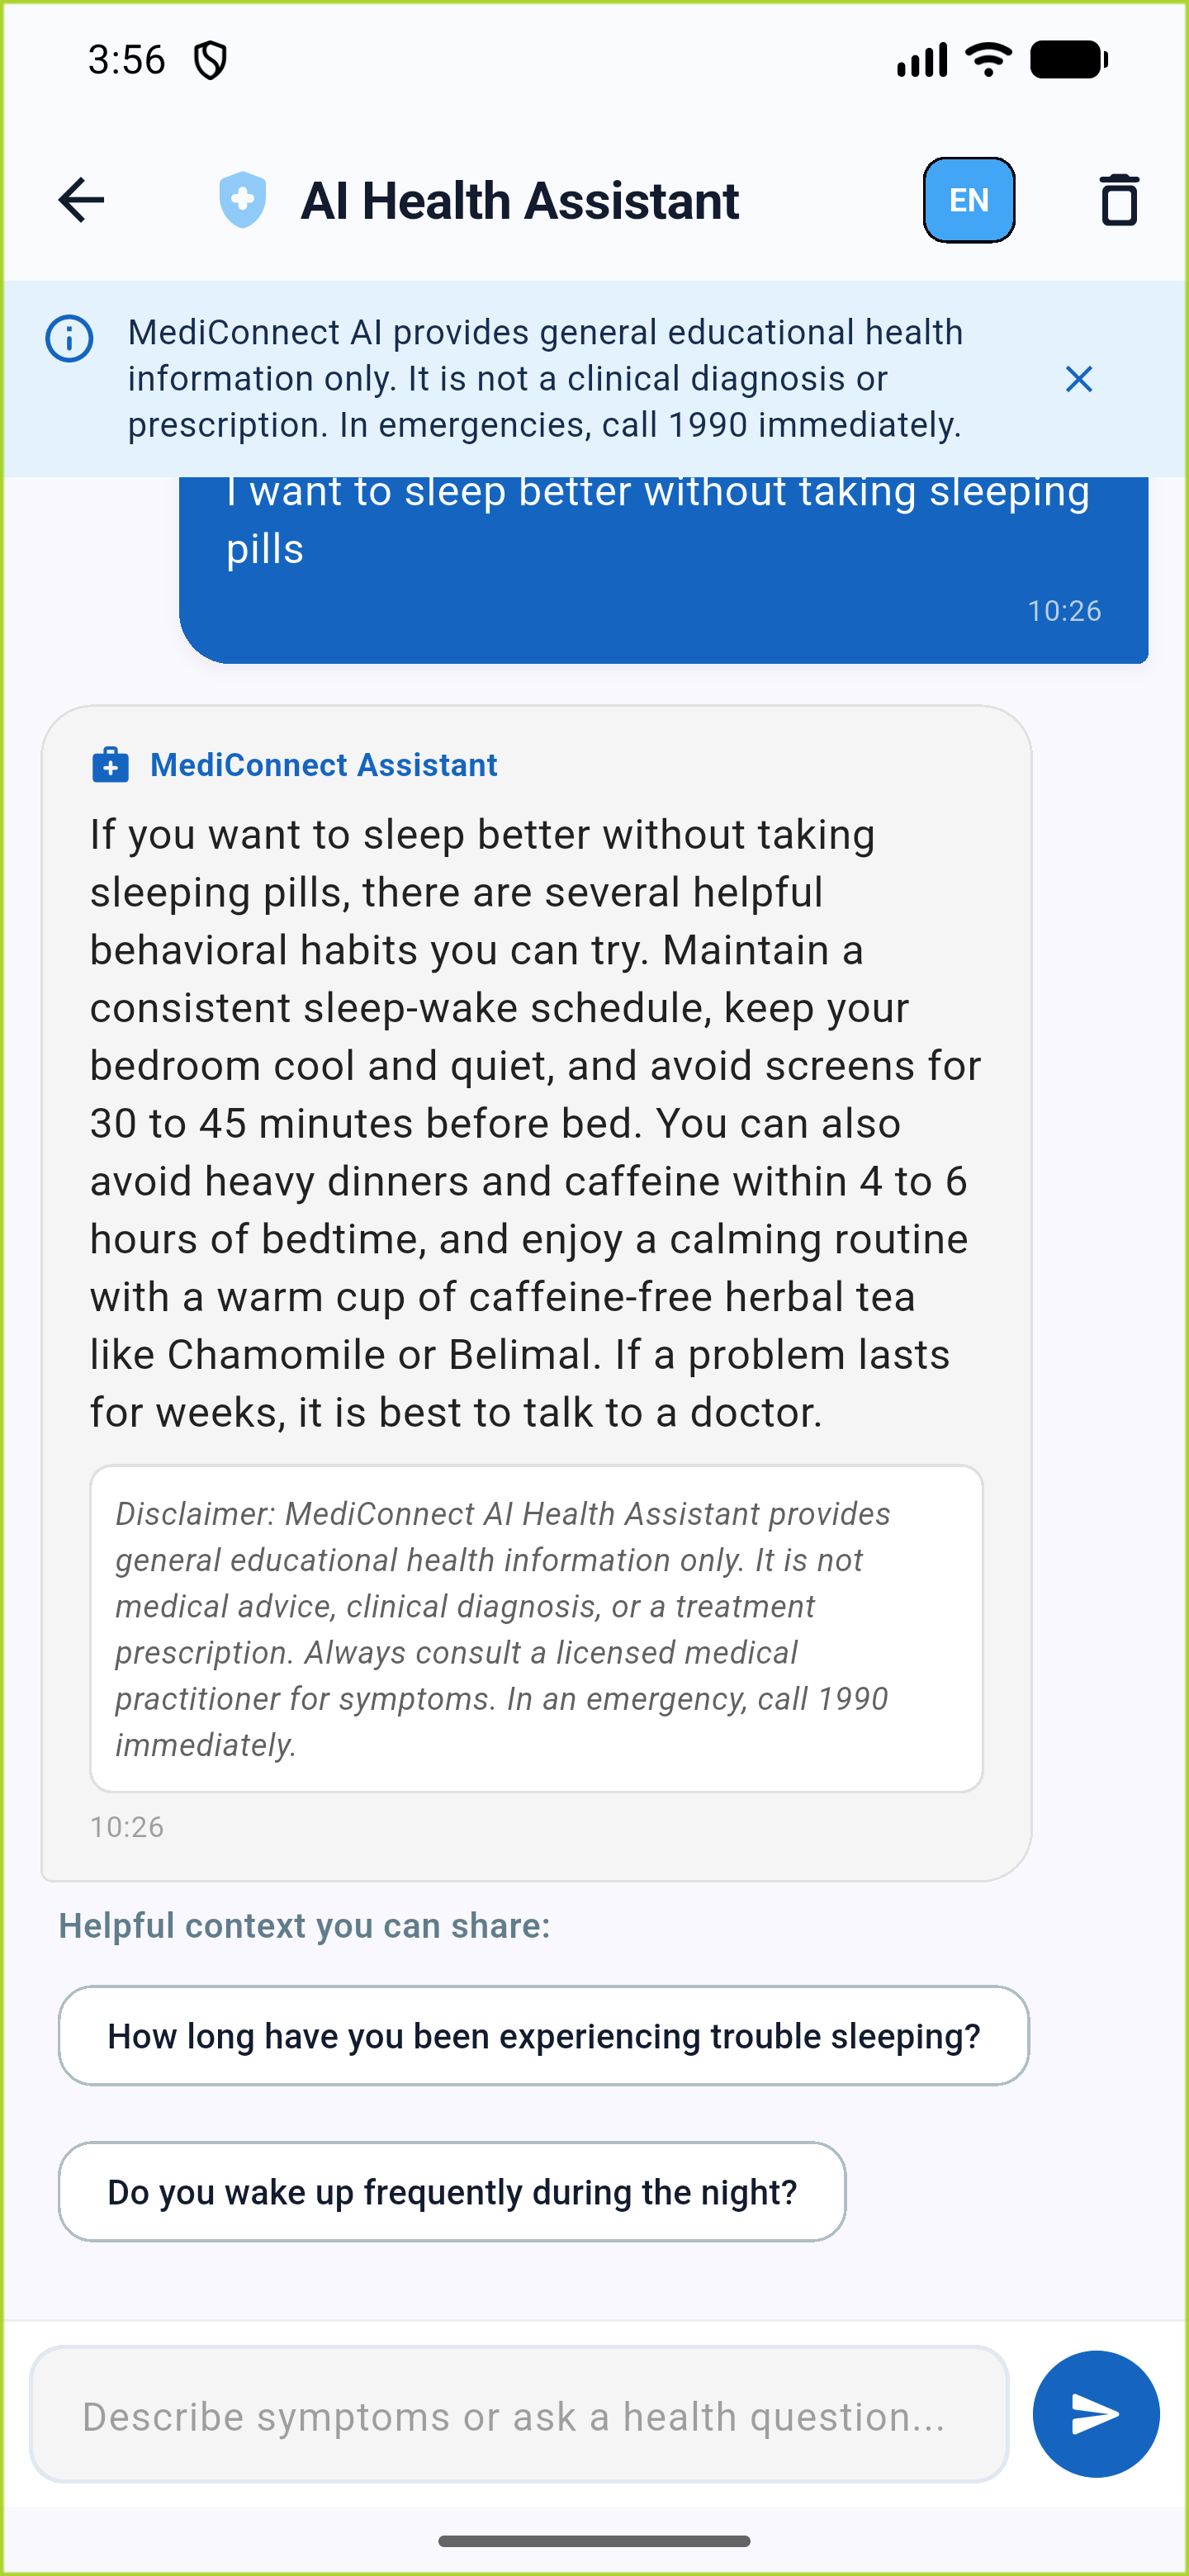 3:56
AI Health Assistant
EN
MediConnect AI provides general educational health
information only. It is not a clinical diagnosis or
prescription. In emergencies, call 1990 immediately.
I want to sleep better without taking sleeping
pills
10:26
MediConnect Assistant
If you want to sleep better without taking
sleeping pills, there are several helpful
behavioral habits you can try. Maintain a
consistent sleep-wake schedule, keep your
bedroom cool and quiet, and avoid screens for
30 to 45 minutes before bed. You can also
avoid heavy dinners and caffeine within 4 to 6
hours of bedtime, and enjoy a calming routine
with a warm cup of caffeine-free herbal tea
like Chamomile or Belimal. If a problem lasts
for weeks, it is best to talk to a doctor.
Disclaimer: MediConnect AI Health Assistant provides
general educational health information only. It is not
medical advice, clinical diagnosis, or a treatment
prescription. Always consult a licensed medical
practitioner for symptoms. In an emergency, call 1990
immediately.
10:26
Helpful context you can share:
How long have you been experiencing trouble sleeping?
Do you wake up frequently during the night?
Describe symptoms or ask a health question...